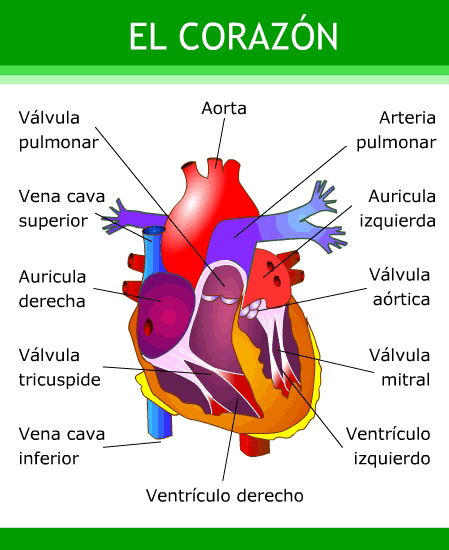 EL CORAZÓN
Válvula
pulmonar
Aorta
Arteria
pulmonar
Vena cava
superior
Auricula
izquierda
Auricula
derecha
Válvula
aórtica
Válvula
tricuspide
Válvula
mitral
Vena cava
inferior
Ventrículo
izquierdo
Ventrículo derecho